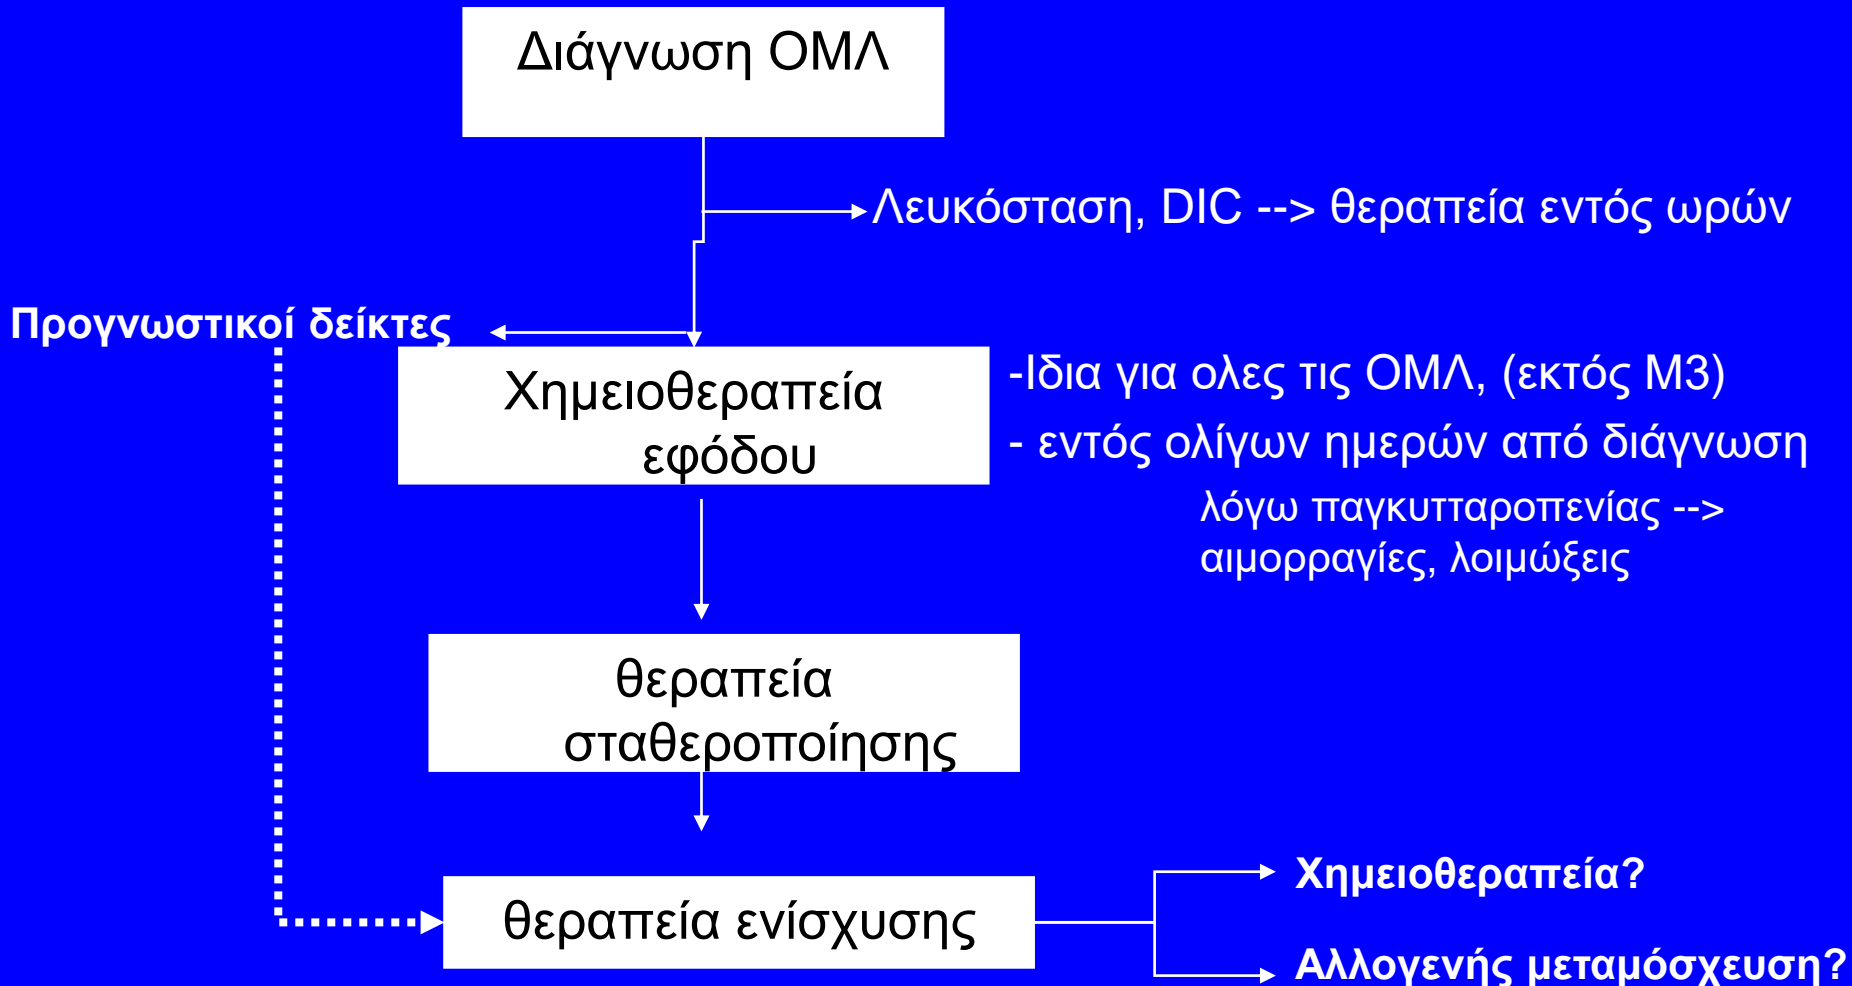 Διάγνωση ΟΜΛ
Λευκόσταση, DIC --> θεραπεία εντός ωρών
Προγνωστικοί δείκτες
Χημειοθεραπεία
εφόδου
-Ιδια για ολες τις ΟΜΛ, (εκτός Μ3)
- εντός ολίγων ημερών από διάγνωση
λόγω παγκυτταροπενίας -->
αιμορραγίες, λοιμώξεις
θεραπεία
σταθεροποίησης
θεραπεία ενίσχυσης
Χημειοθεραπεία?
Αλλογενής μεταμόσχευση?